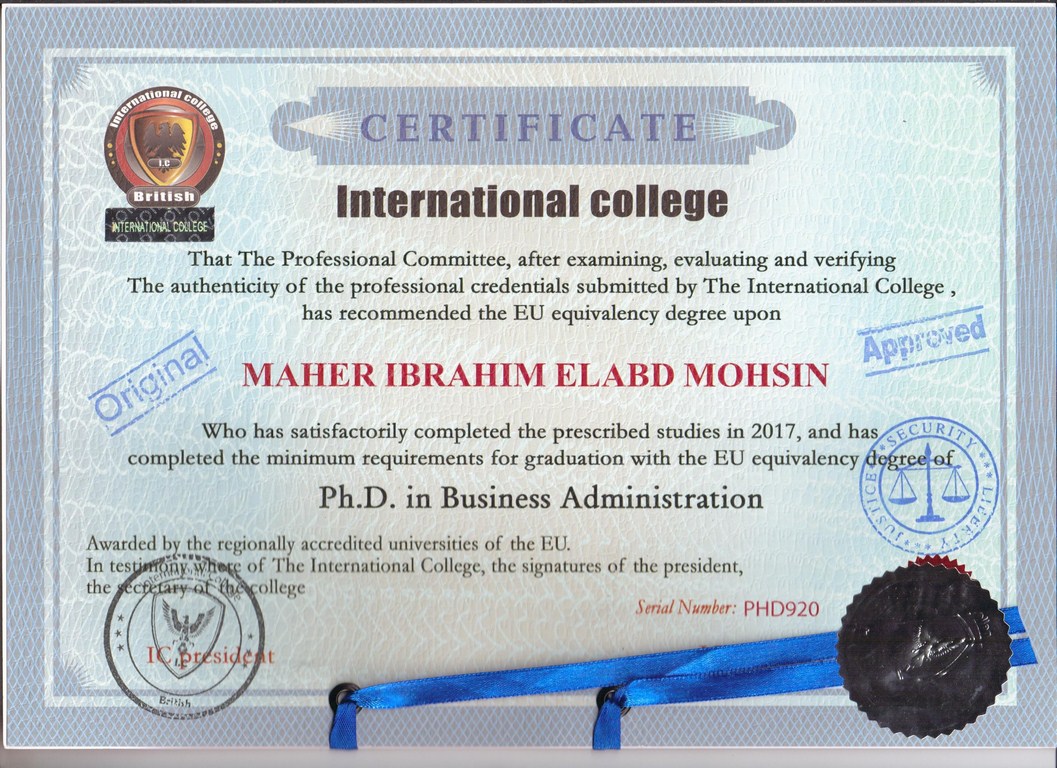 International college
I.C
British
INTERNATIONAL COLLEGE
CERTIFICATE
International college
That The Professional Committee, after examining, evaluating and verifying
The authenticity of the professional credentials submitted by The International College ,
has recommended the EU equivalency degree upon
Original
Approved
MAHER IBRAHIM ELABD MOHSIN
Who has satisfactorily completed the prescribed studies in 2017, and has
completed the minimum requirements for graduation with the EU equivalency degree of
Ph.D. in Business Administration
JUSTICE SECURITY LIBERTY
Awarded by the regionally accredited universities of the EU.
In testimony where of The International College, the signatures of the president,
the secretary of the college
Serial Number: PHD920
International College
IC president
British